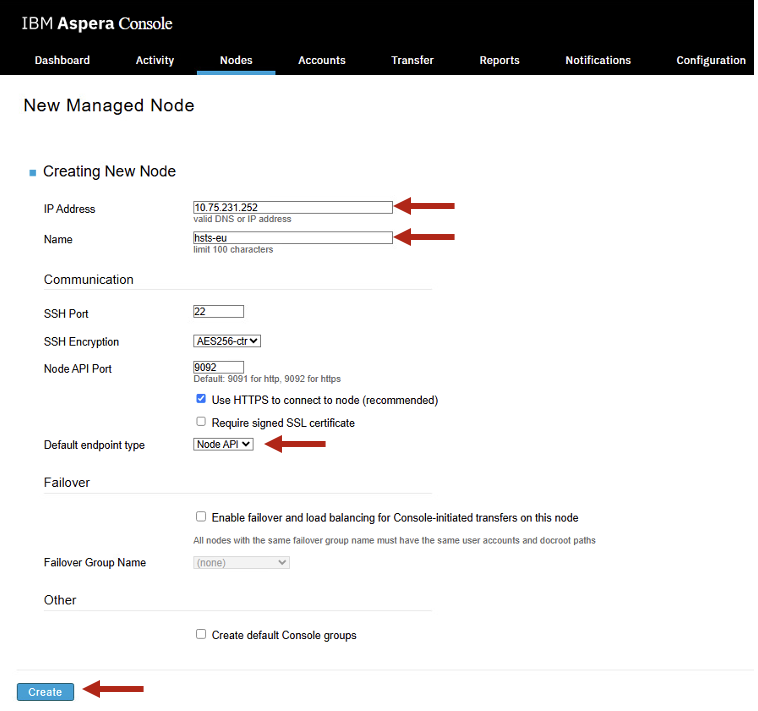 IBM Aspera Console
Dashboard Activity Nodes Accounts Transfer Reports Notifications Configuration
New Managed Node
Creating New Node
IP Address 10.75.231.252
valid DNS or IP address
Name hsts-eu
limit 100 characters
Communication
SSH Port 22
SSH Encryption AES256-ctr
Node API Port 9092
Default: 9091 for http, 9092 for https
Use HTTPS to connect to node (recommended)
Require signed SSL certificate
Default endpoint type Node API
Failover
Enable failover and load balancing for Console-initiated transfers on this node
All nodes with the same failover group name must have the same user accounts and docroot paths
Failover Group Name (none)
Other
Create default Console groups
Create